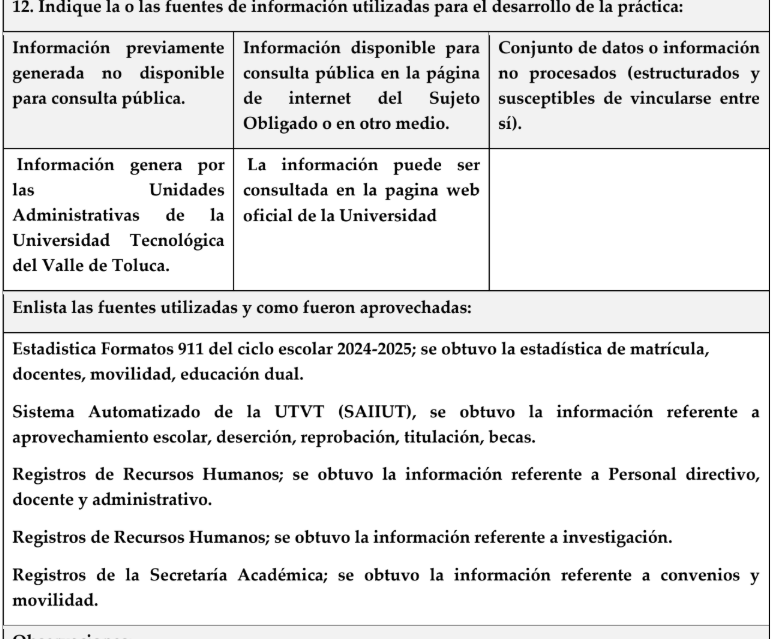 12. Indique la o las fuentes de información utilizadas para el desarrollo de la práctica:
Información previamente
generada no disponible
para consulta pública.
Información disponible para
consulta pública en la página
de internet del Sujeto
Obligado o en otro medio.
Conjunto de datos o información
no procesados (estructurados y
susceptibles de vincularse entre
sí).
Información genera por
las Unidades
Administrativas de la
Universidad Tecnológica
del Valle de Toluca.
La información puede ser
consultada en la pagina web
oficial de la Universidad
Enlista las fuentes utilizadas y como fueron aprovechadas:
Estadistica Formatos 911 del ciclo escolar 2024-2025; se obtuvo la estadística de matrícula,
docentes, movilidad, educación dual.
Sistema Automatizado de la UTVT (SAIIUT), se obtuvo la información referente a
aprovechamiento escolar, deserción, reprobación, titulación, becas.
Registros de Recursos Humanos; se obtuvo la información referente a Personal directivo,
docente y administrativo.
Registros de Recursos Humanos; se obtuvo la información referente a investigación.
Registros de la Secretaría Académica; se obtuvo la información referente a convenios y
movilidad.